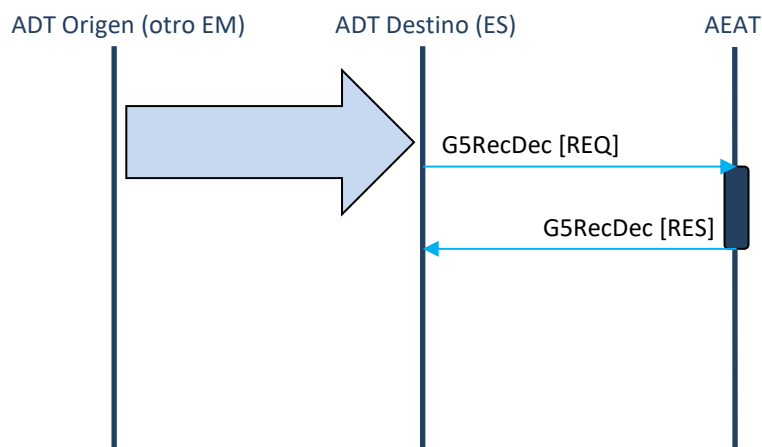 ADT Origen (otro EM)
ADT Destino (ES)
AEAT
G5RecDec [REQ]
G5RecDec [RES]